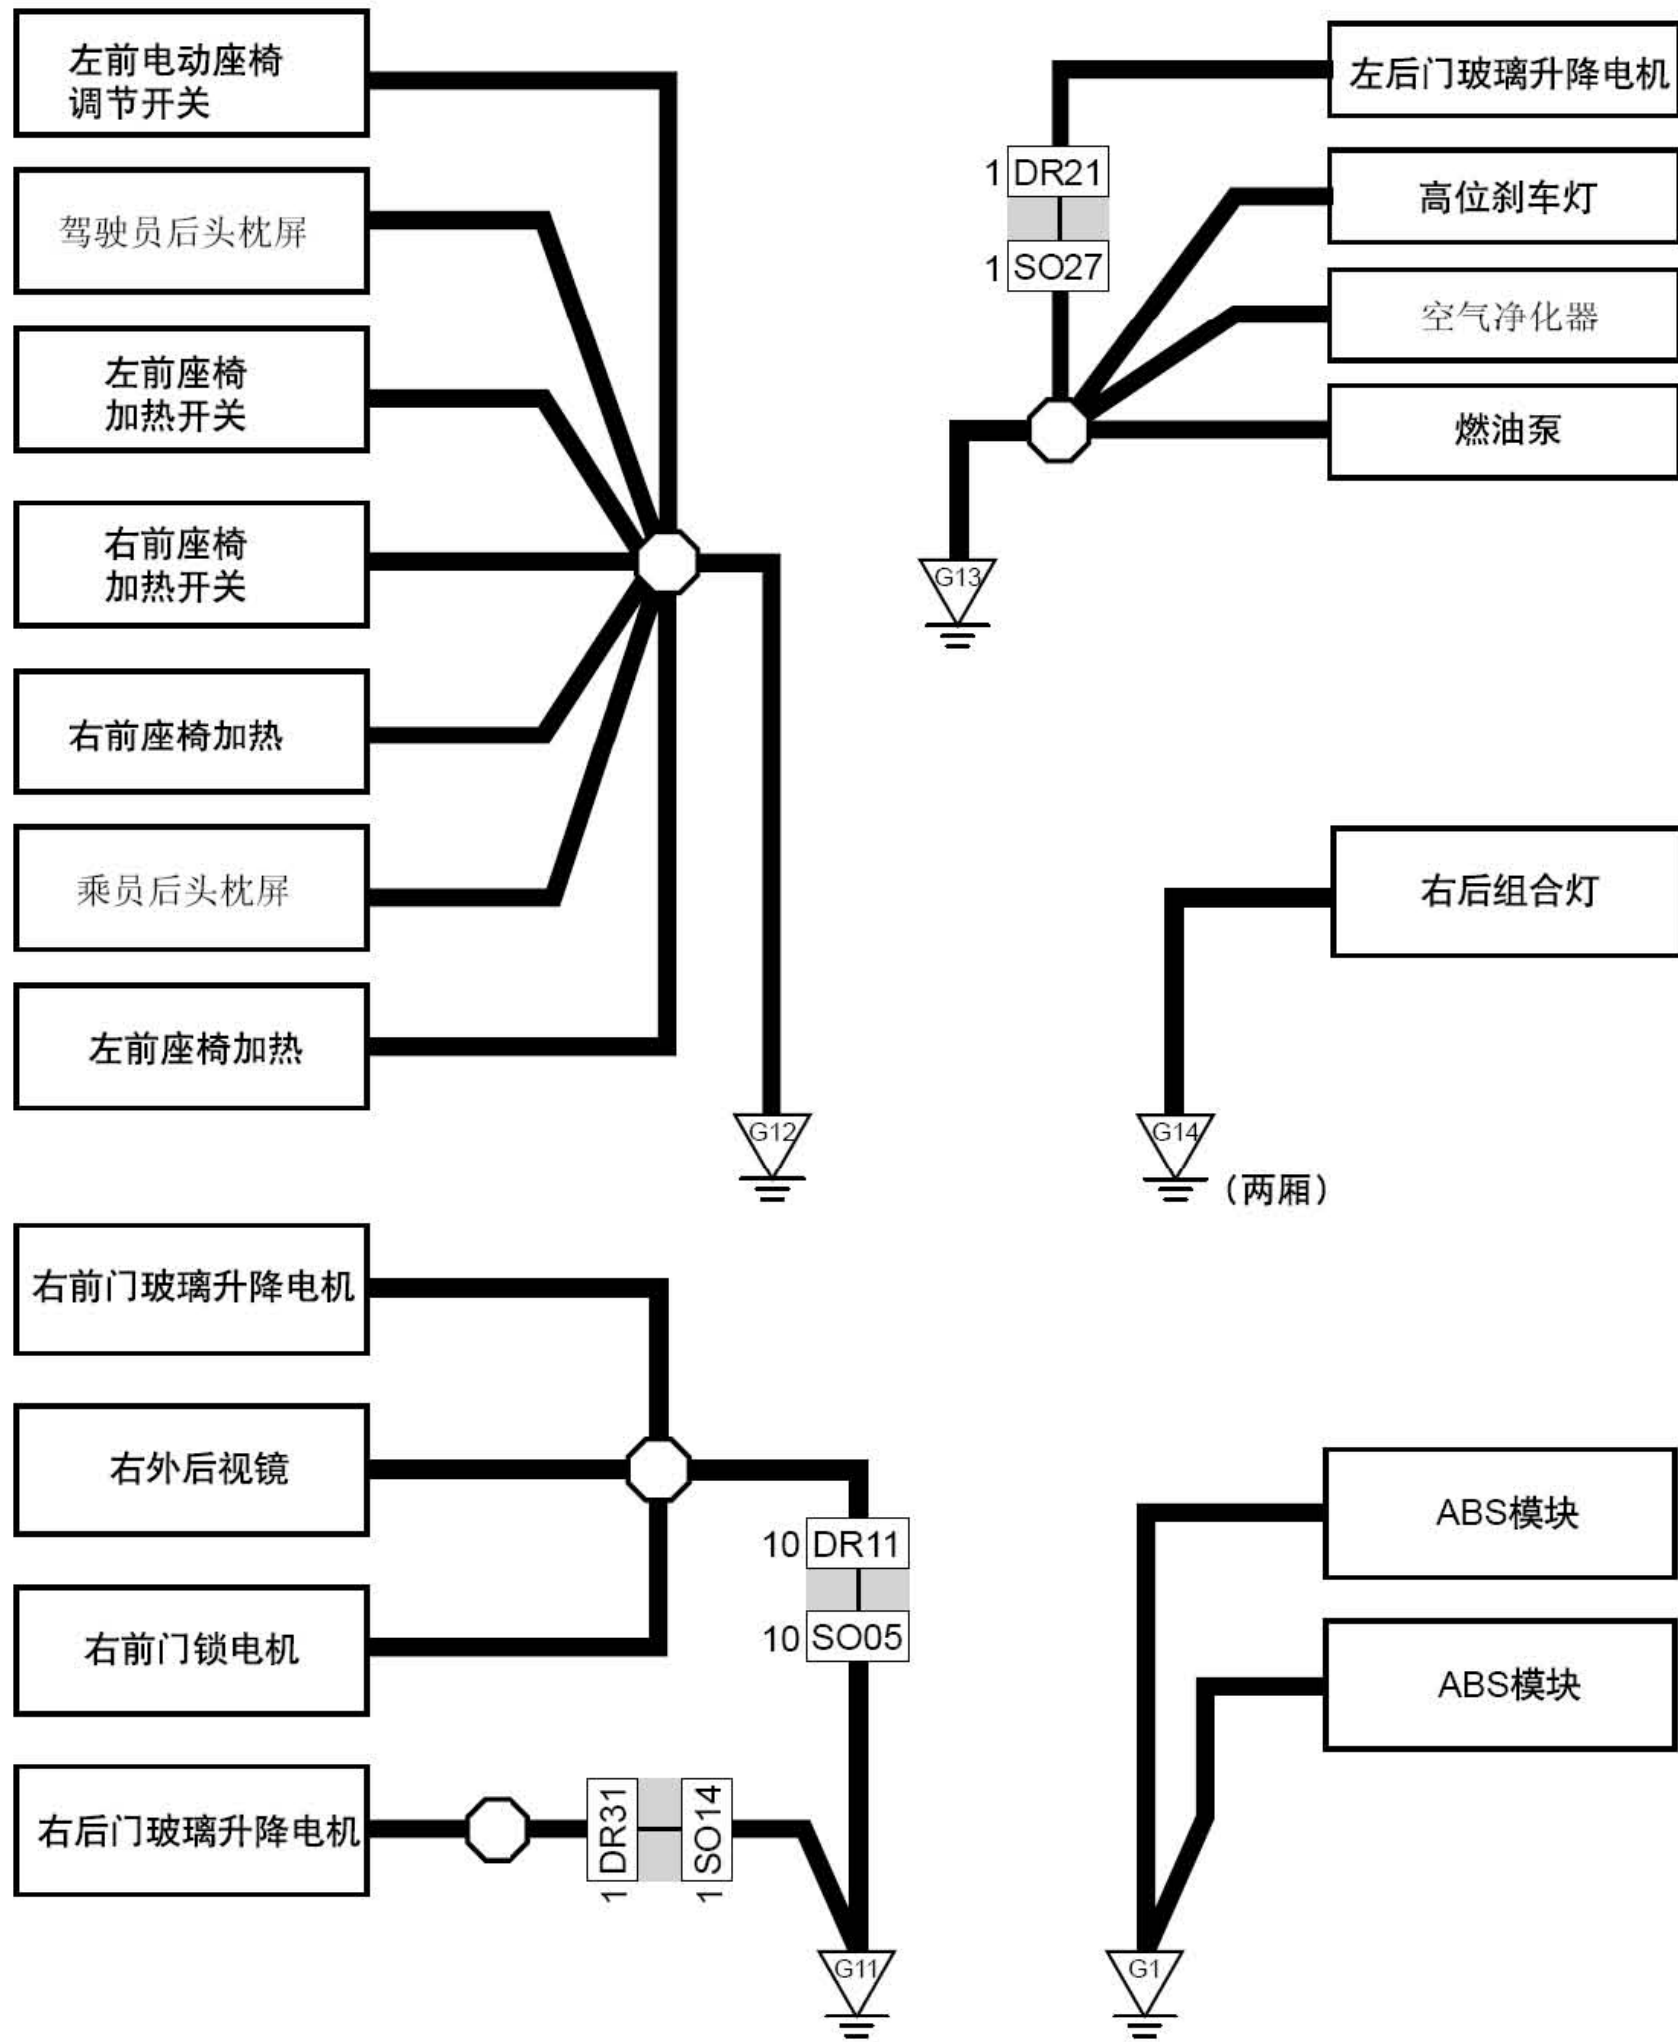 左前电动座椅
调节开关
驾驶员后头枕屏
左前座椅
加热开关
右前座椅
加热开关
右前座椅加热
乘员后头枕屏
左前座椅加热
G12
左后门玻璃升降电机
1 DR21
高位刹车灯
1 SO27
空气净化器
燃油泵
G13
右后组合灯
G14
（两厢）
右前门玻璃升降电机
右外后视镜
10 DR11
10 SO05
右前门锁电机
右后门玻璃升降电机
1 DR31
1 SO14
G11
ABS模块
ABS模块
G1